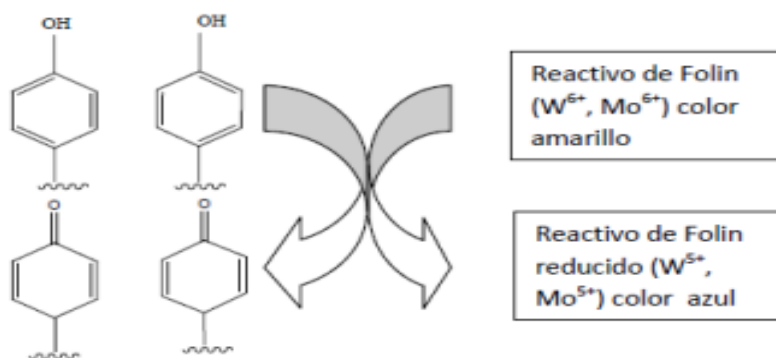 OH
OH
Reactivo de Folin
(W⁶⁺, Mo⁶⁺) color
amarillo
O
O
Reactivo de Folin
reducido (W⁵⁺,
Mo⁵⁺) color azul